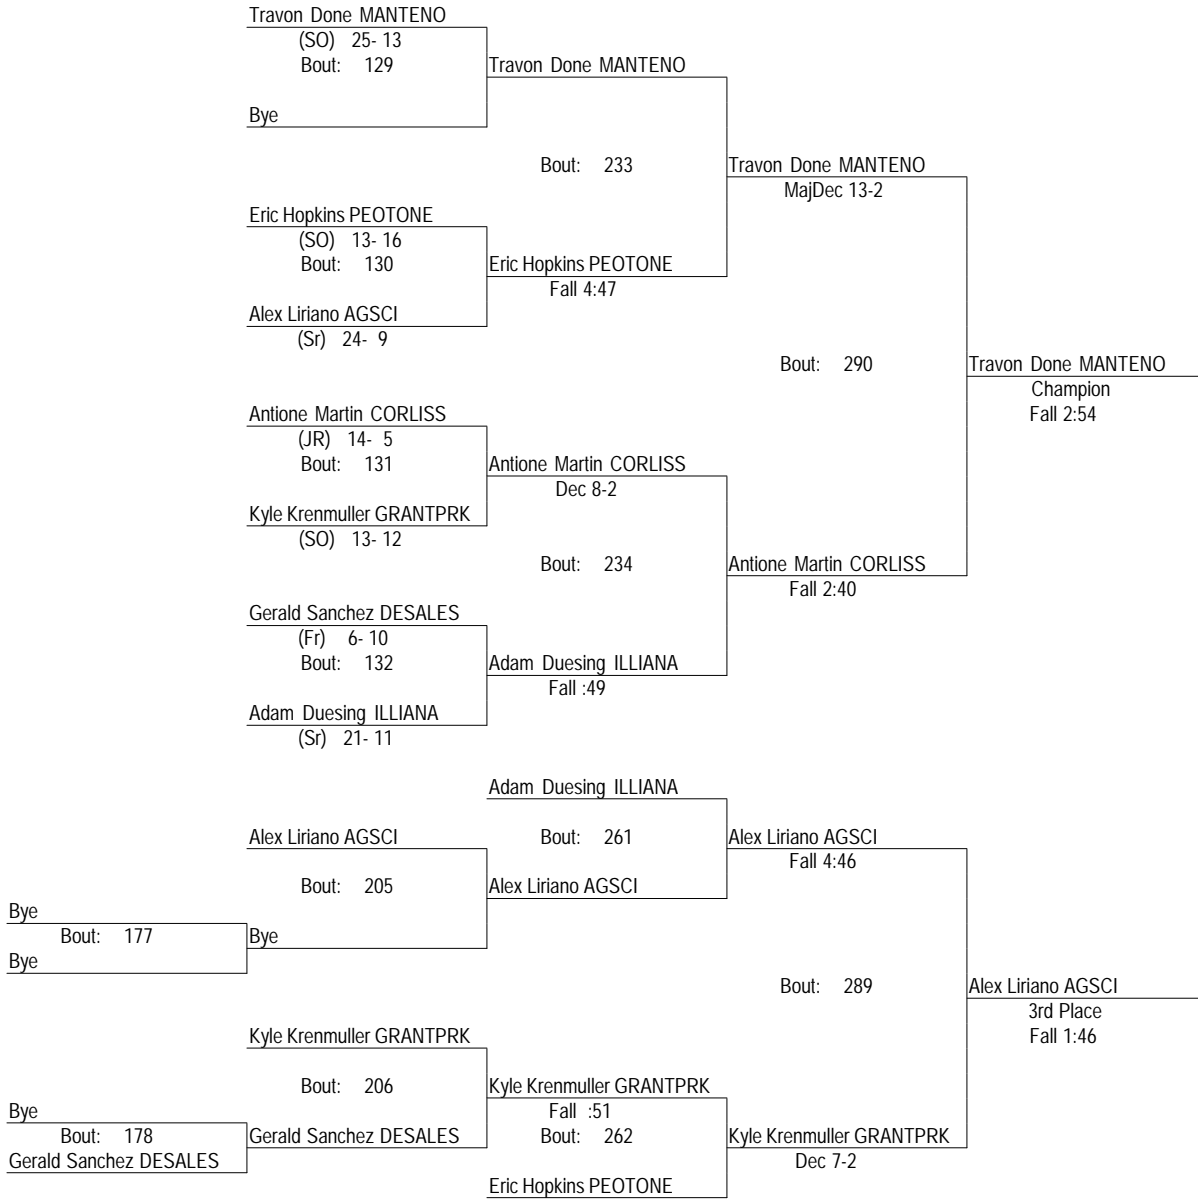 Travon Done MANTENO
(SO) 25- 13
Bout: 129
Travon Done MANTENO
Bye
Bout: 233
Travon Done MANTENO
MajDec 13-2
Eric Hopkins PEOTONE
(SO) 13- 16
Bout: 130
Eric Hopkins PEOTONE
Fall 4:47
Alex Liriano AGSCI
(Sr) 24- 9
Bout: 290
Travon Done MANTENO
Champion
Fall 2:54
Antione Martin CORLISS
(JR) 14- 5
Bout: 131
Antione Martin CORLISS
Dec 8-2
Kyle Krenmuller GRANTPRK
(SO) 13- 12
Bout: 234
Antione Martin CORLISS
Fall 2:40
Gerald Sanchez DESALES
(Fr) 6- 10
Bout: 132
Adam Duesing ILLIANA
Fall :49
Adam Duesing ILLIANA
(Sr) 21- 11
Adam Duesing ILLIANA
Alex Liriano AGSCI
Bout: 261
Alex Liriano AGSCI
Fall 4:46
Bout: 205
Alex Liriano AGSCI
Bye
Bout: 177
Bye
Bye
Bout: 289
Alex Liriano AGSCI
3rd Place
Fall 1:46
Kyle Krenmuller GRANTPRK
Bout: 206
Kyle Krenmuller GRANTPRK
Fall :51
Bye
Bout: 178
Gerald Sanchez DESALES
Bout: 262
Kyle Krenmuller GRANTPRK
Dec 7-2
Gerald Sanchez DESALES
Eric Hopkins PEOTONE